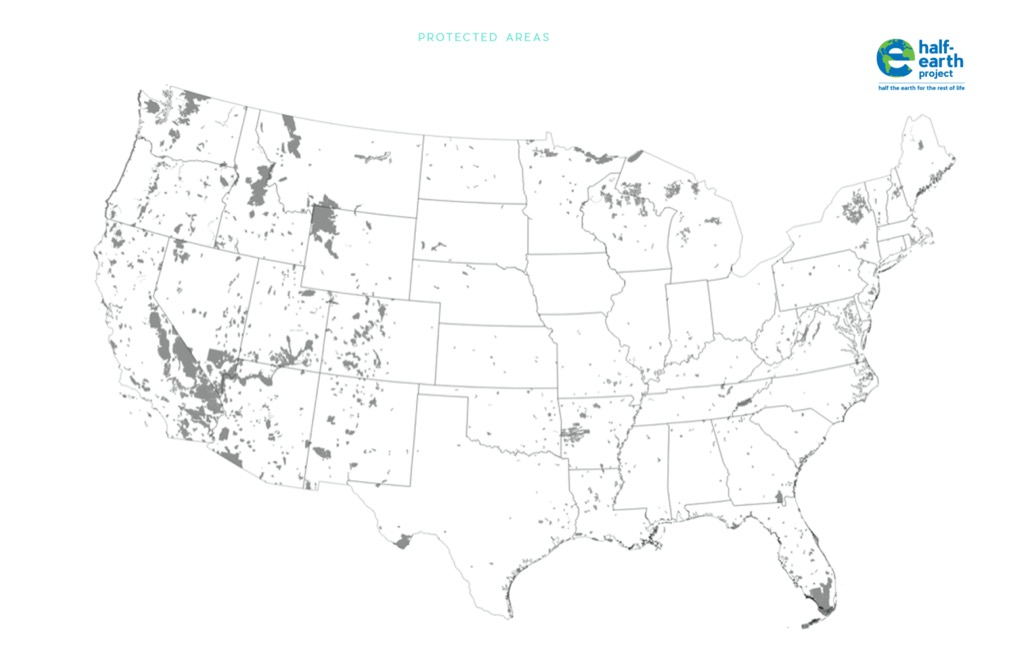 PROTECTED AREAS
half-
earth
project
half the earth for the rest of life